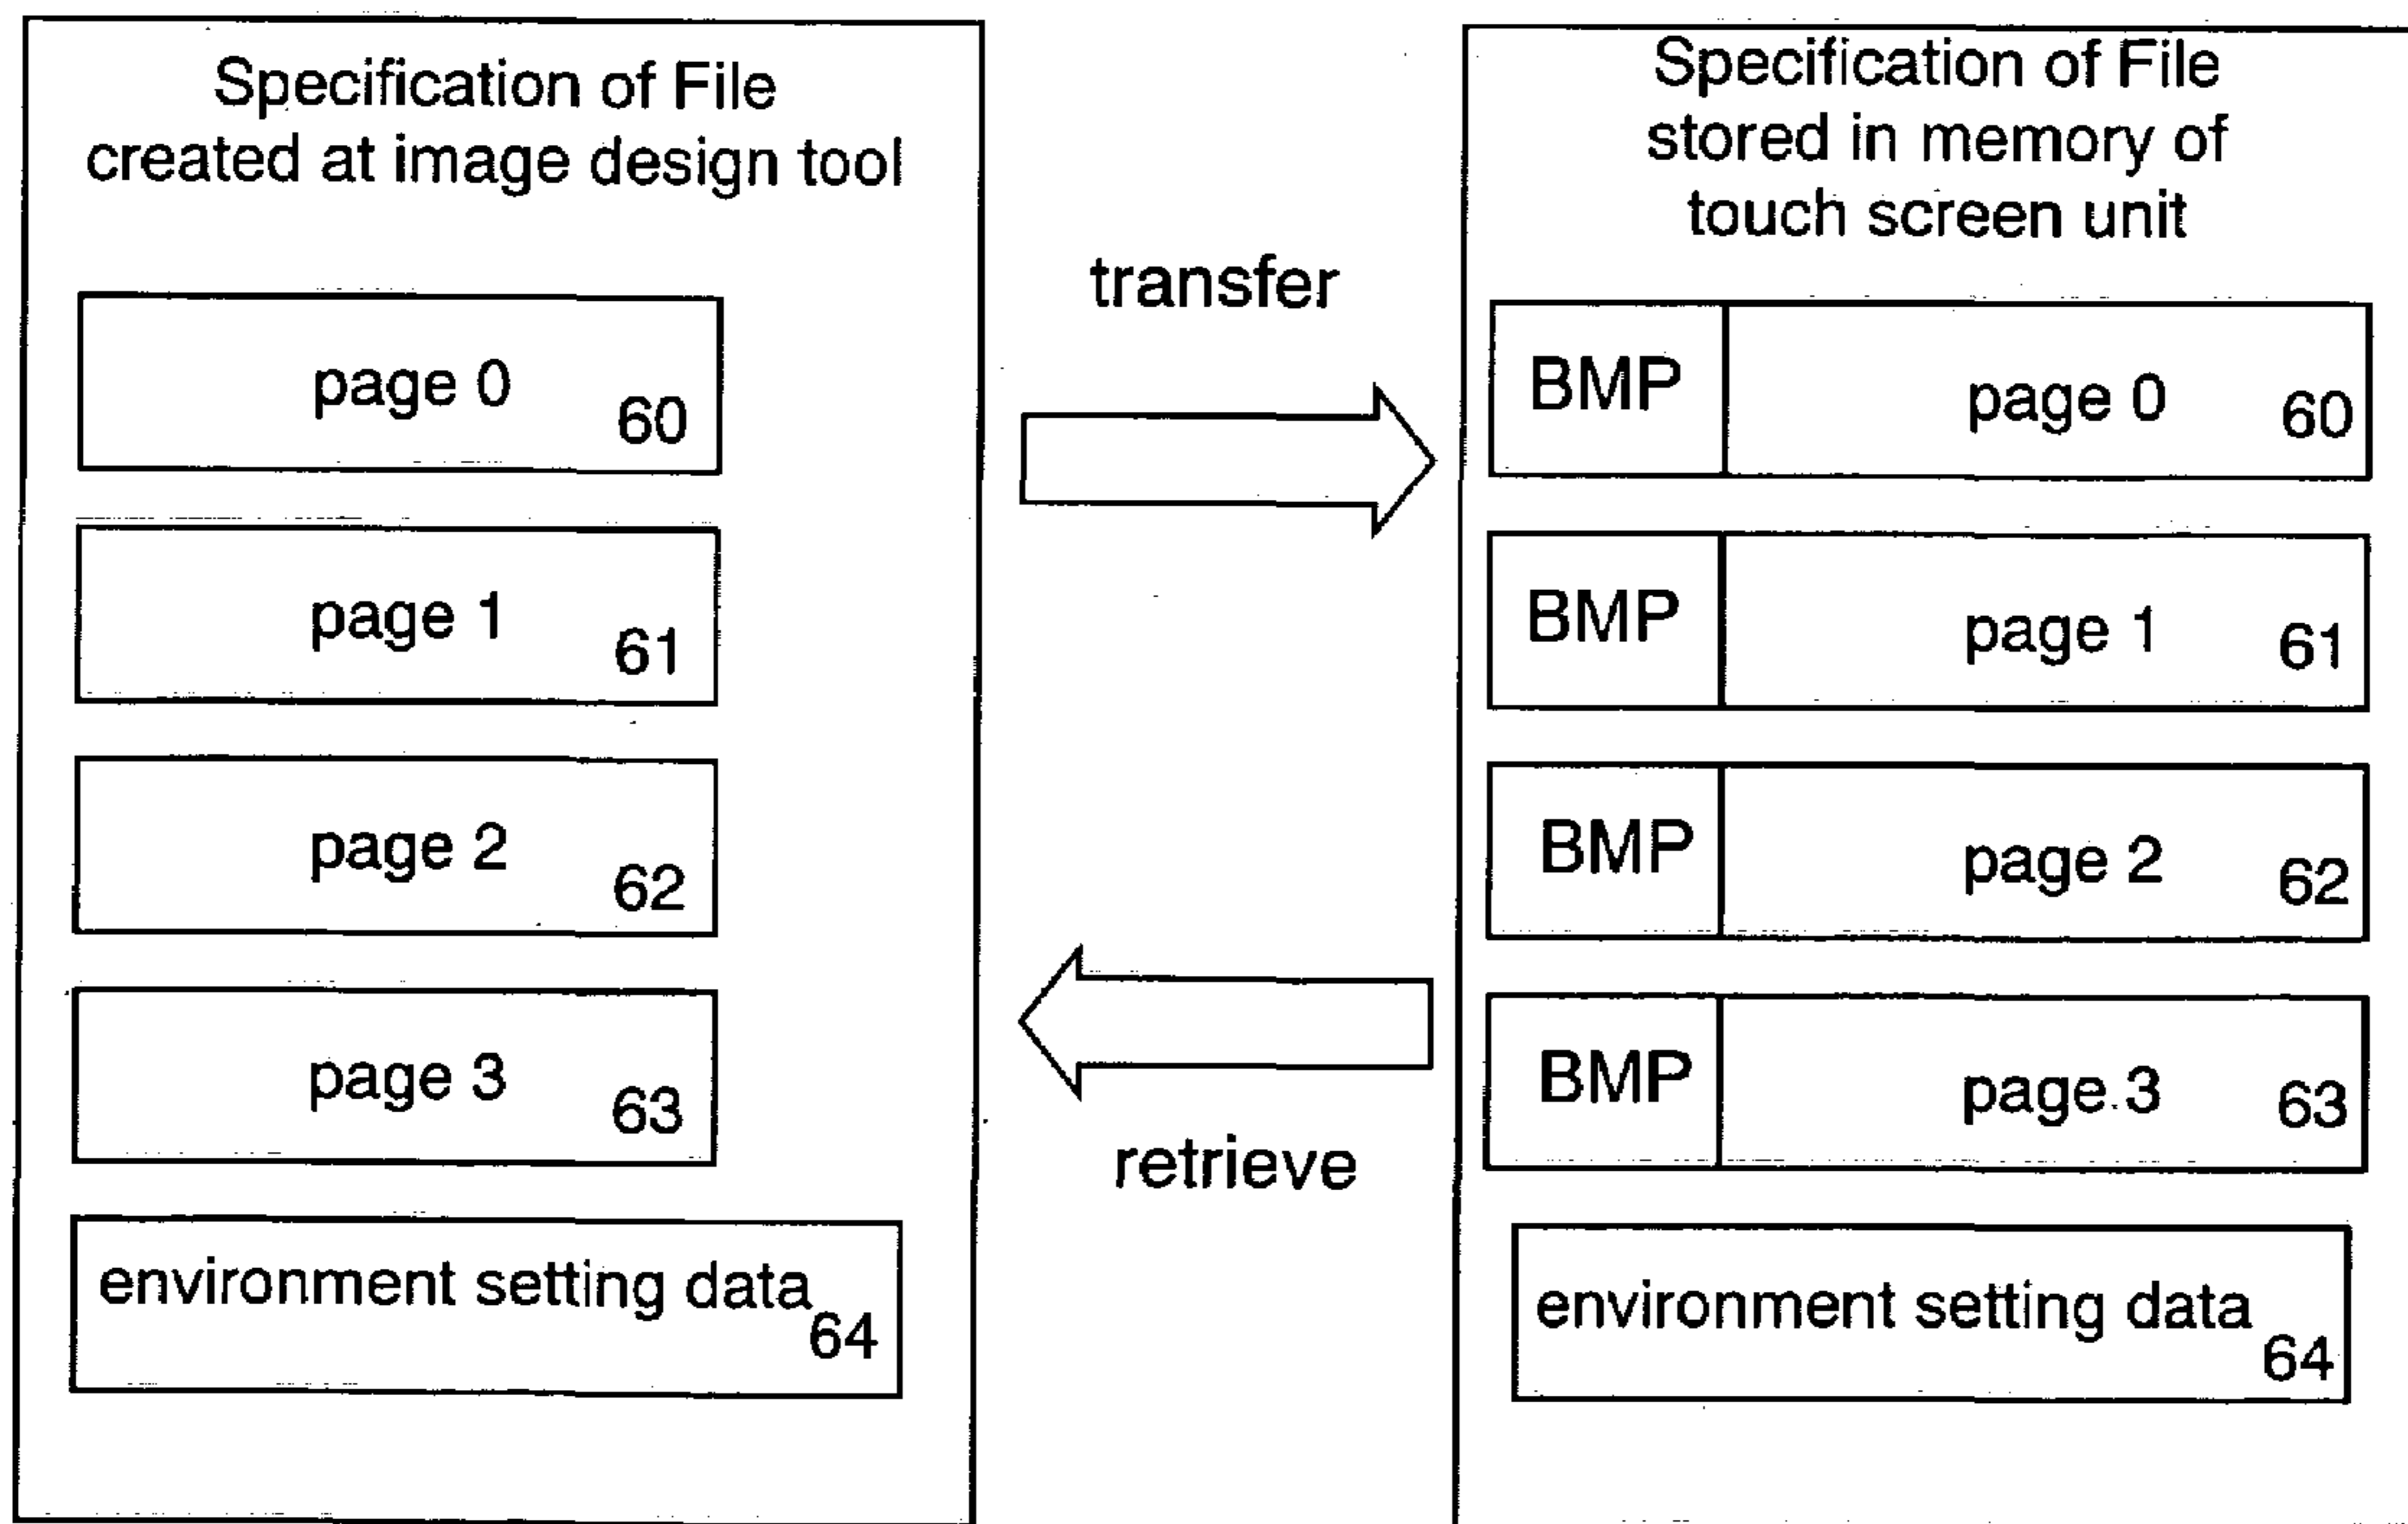 Specification of File
created at image design tool
page 0
60
page 1
61
page 2
62
page 3
63
environment setting data
64
transfer
retrieve
Specification of File
stored in memory of
touch screen unit
BMP page 0
60
BMP page 1
61
BMP page 2
62
BMP page 3
63
environment setting data
64